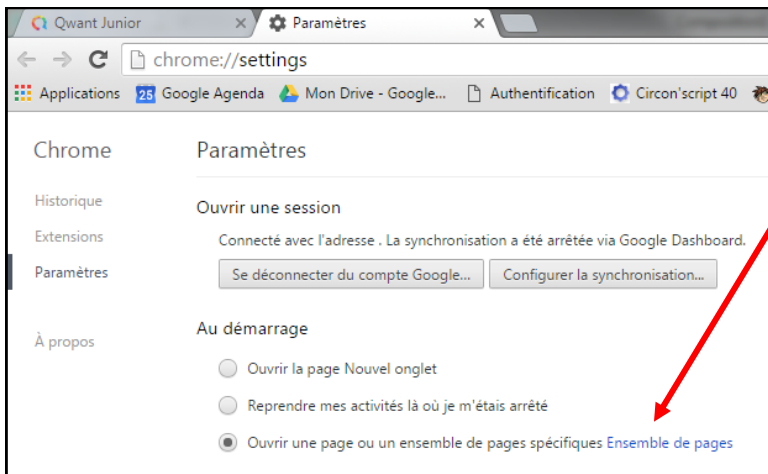 Qwant Junior
Paramètres
chrome://settings
Applications 25 Google Agenda Mon Drive - Google... Authentification Circon'script 40
Chrome
Paramètres
Historique
Ouvrir une session
Extensions
Connecté avec l'adresse . La synchronisation a été arrêtée via Google Dashboard.
Paramètres
Se déconnecter du compte Google... Configurer la synchronisation...
Au démarrage
À propos
Ouvrir la page Nouvel onglet
Reprendre mes activités là où je m'étais arrêté
Ouvrir une page ou un ensemble de pages spécifiques Ensemble de pages